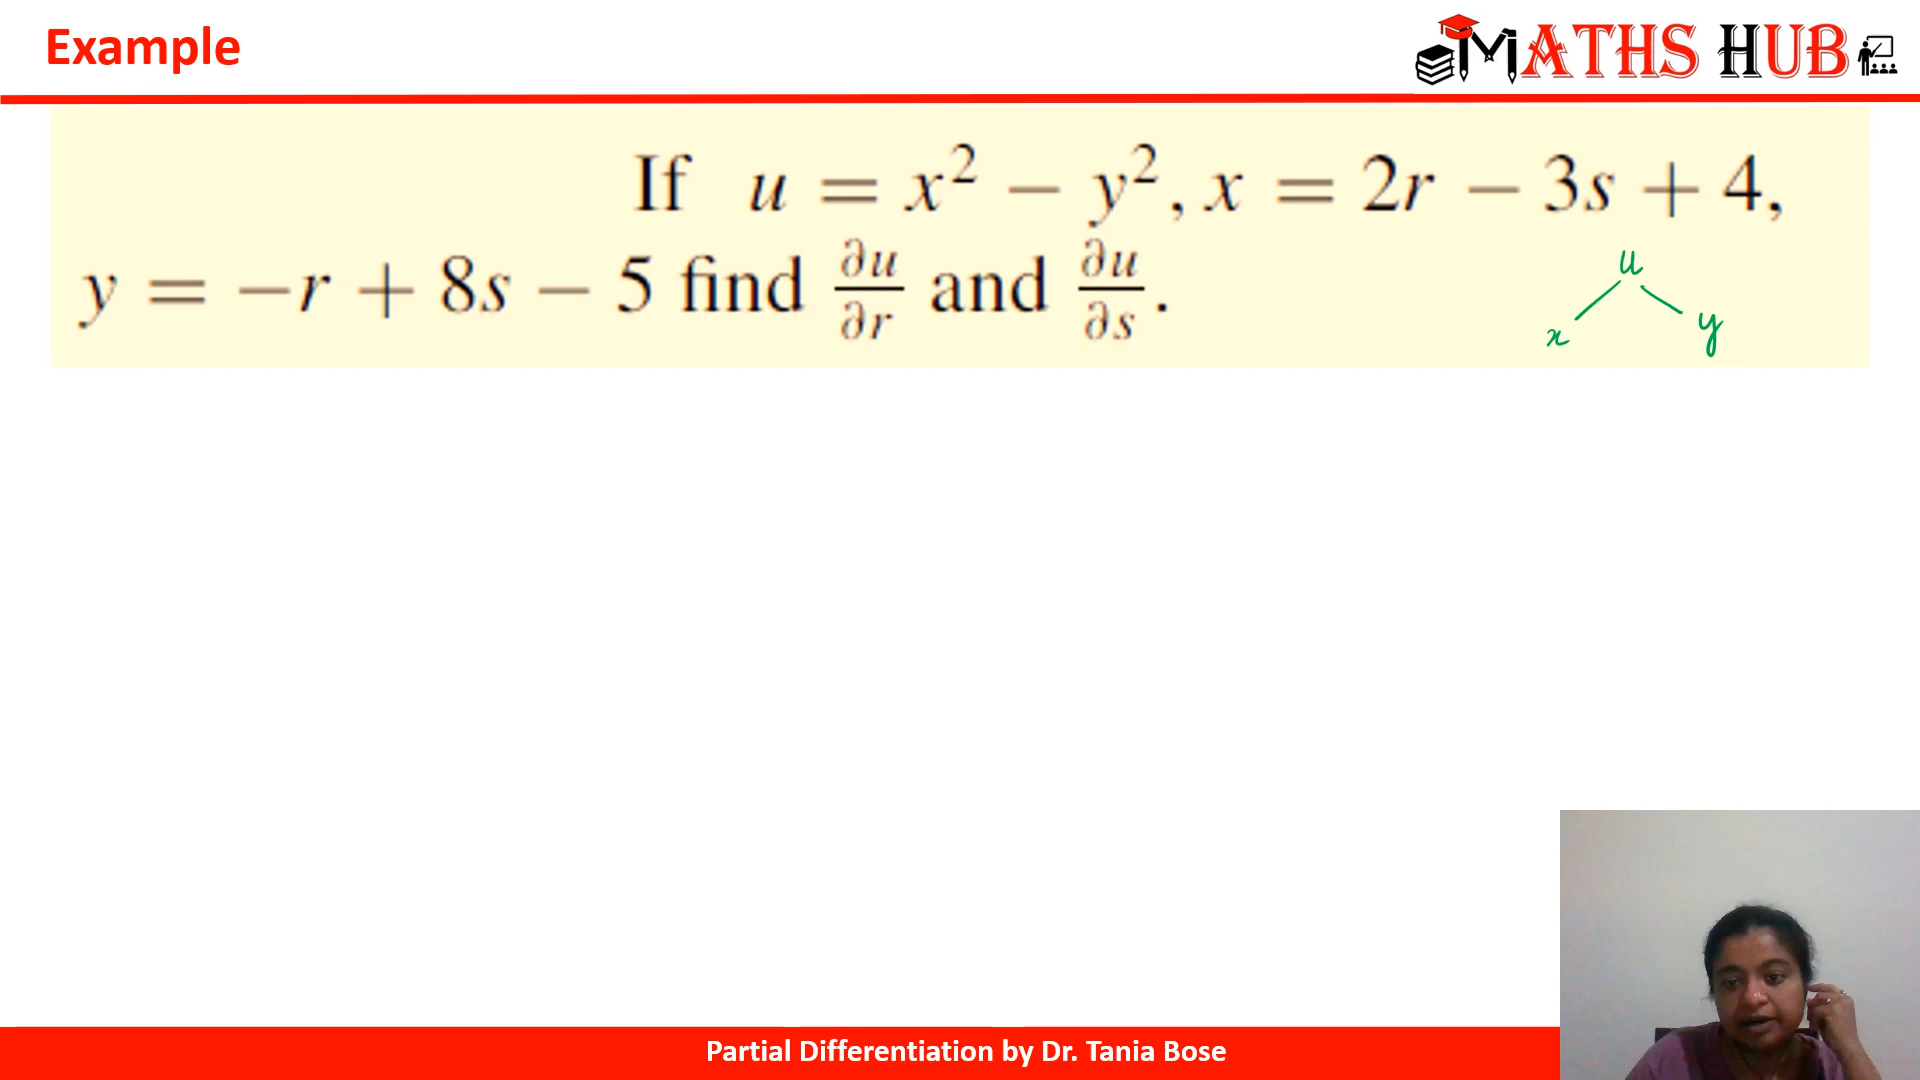 Example
MATHS HUB
If u = x² − y², x = 2r − 3s + 4,
y = −r + 8s − 5 find ∂u/∂r and ∂u/∂s.
u
x y
Partial Differentiation by Dr. Tania Bose